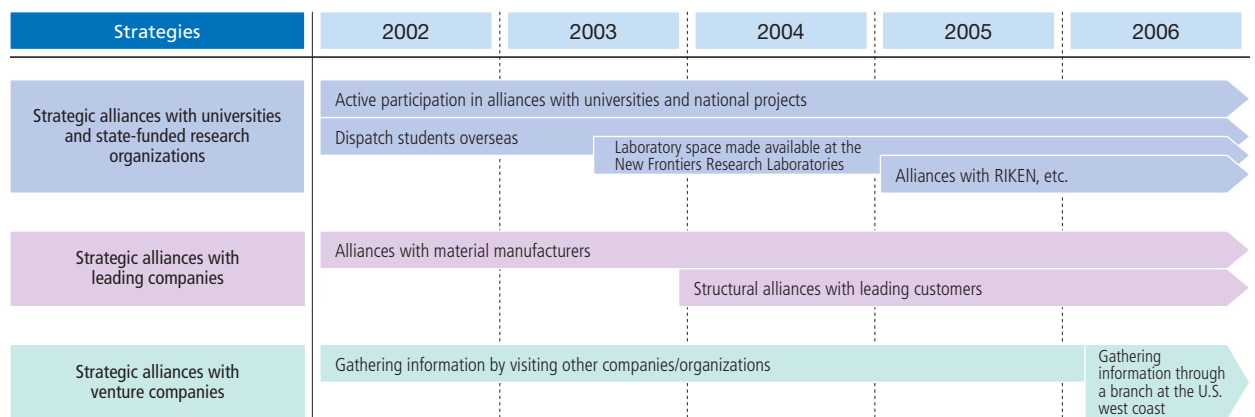 Strategies
2002
2003
2004
2005
2006
Strategic alliances with universities
and state-funded research
organizations
Active participation in alliances with universities and national projects
Dispatch students overseas
Laboratory space made available at the
New Frontiers Research Laboratories
Alliances with RIKEN, etc.
Strategic alliances with
leading companies
Alliances with material manufacturers
Structural alliances with leading customers
Strategic alliances with
venture companies
Gathering information by visiting other companies/organizations
Gathering
information through
a branch at the U.S.
west coast